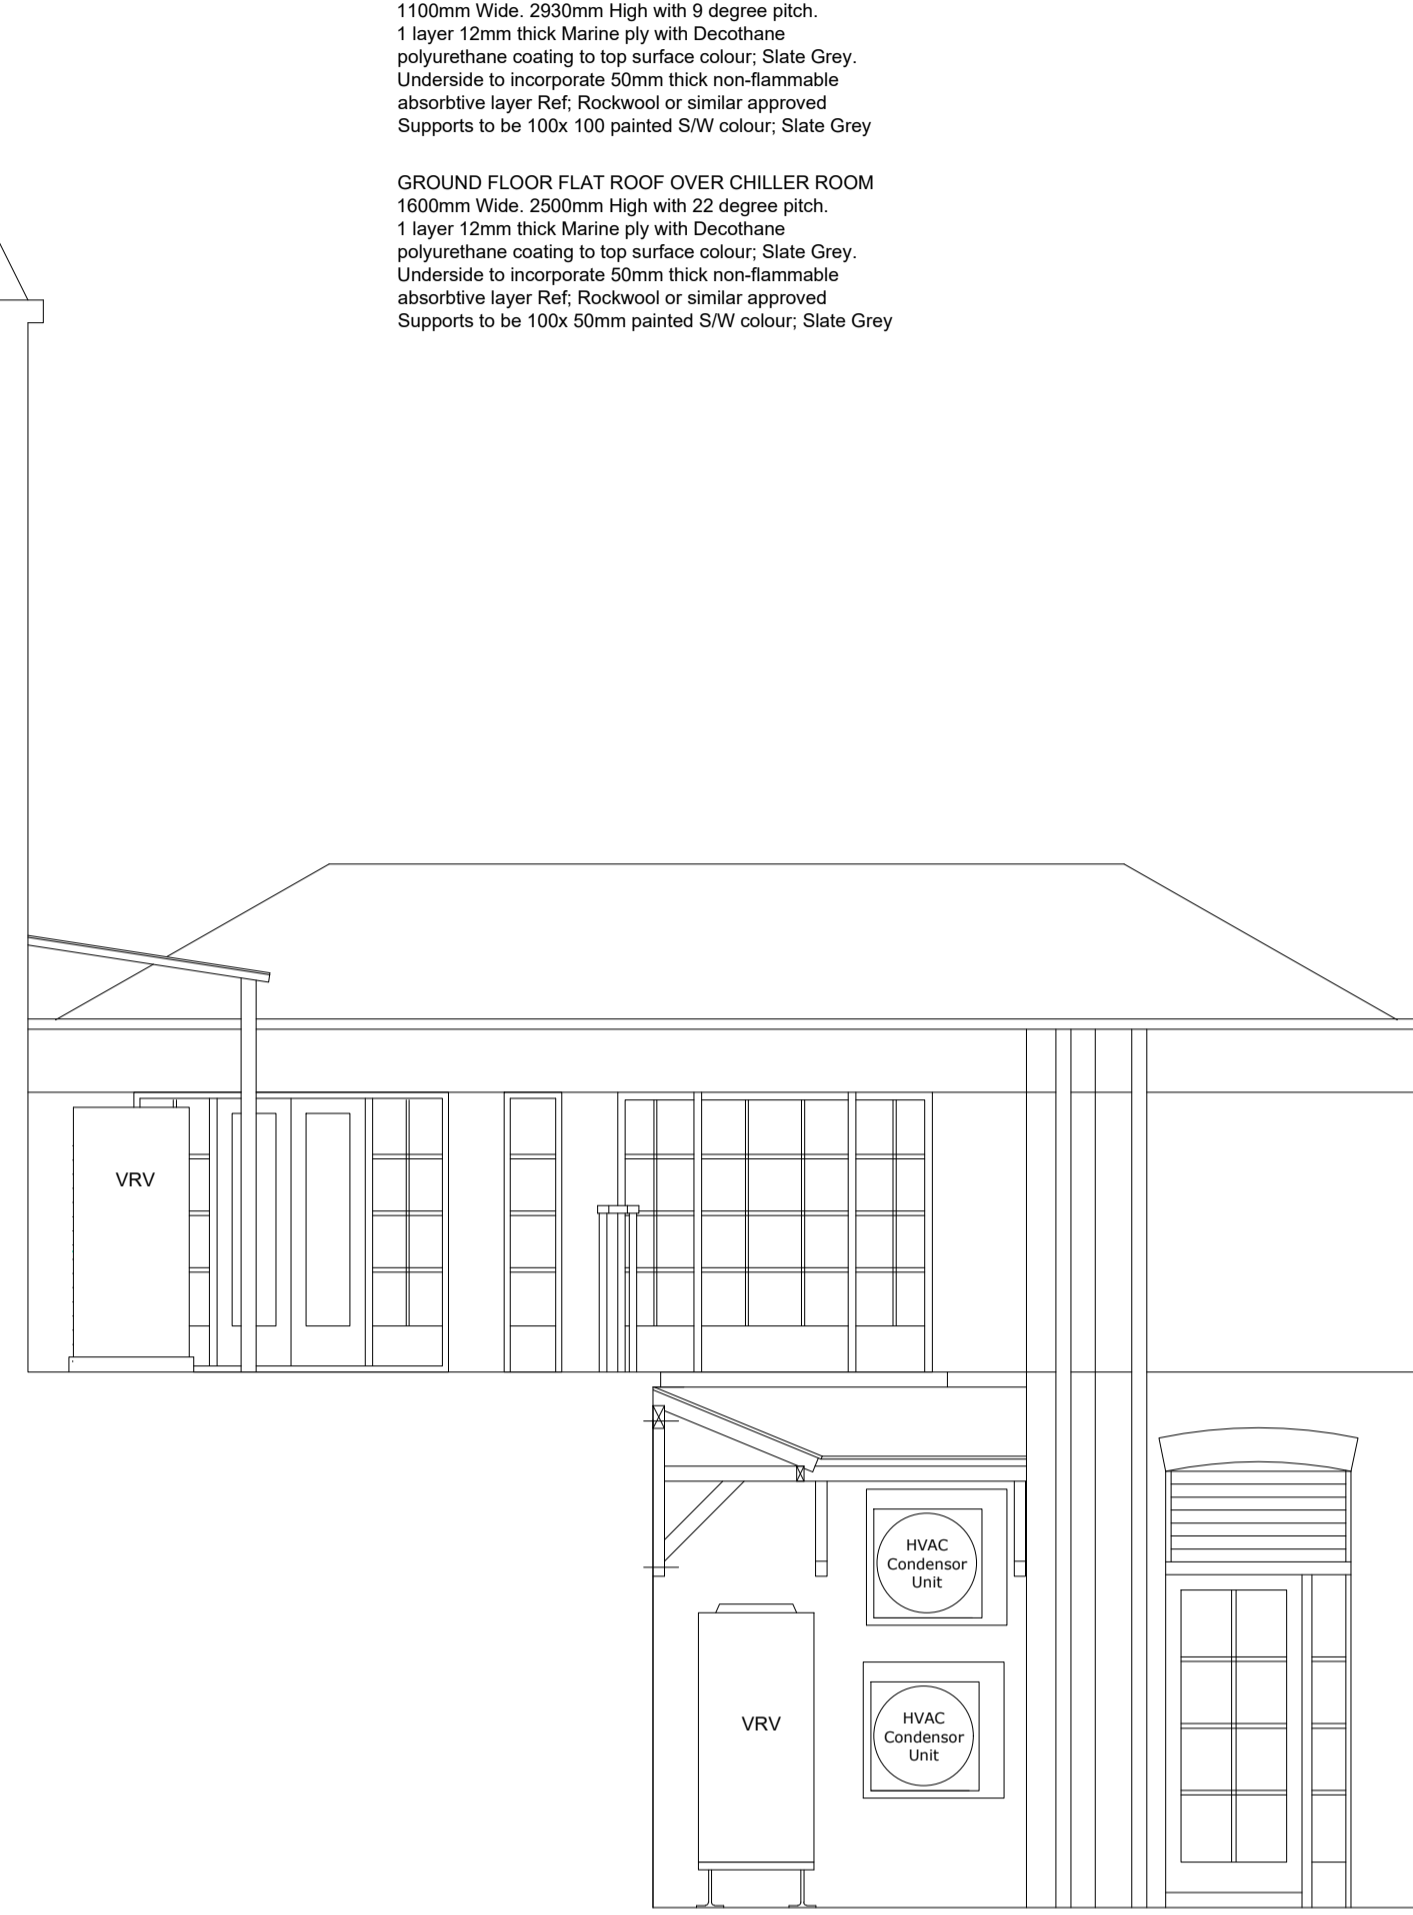 1100mm Wide. 2930mm High with 9 degree pitch.
1 layer 12mm thick Marine ply with Decothane
polyurethane coating to top surface colour; Slate Grey.
Underside to incorporate 50mm thick non-flammable
absorbtive layer Ref; Rockwool or similar approved
Supports to be 100x 100 painted S/W colour; Slate Grey
GROUND FLOOR FLAT ROOF OVER CHILLER ROOM
1600mm Wide. 2500mm High with 22 degree pitch.
1 layer 12mm thick Marine ply with Decothane
polyurethane coating to top surface colour; Slate Grey.
Underside to incorporate 50mm thick non-flammable
absorbtive layer Ref; Rockwool or similar approved
Supports to be 100x 50mm painted S/W colour; Slate Grey
VRV
HVAC
Condensor
Unit
VRV
HVAC
Condensor
Unit